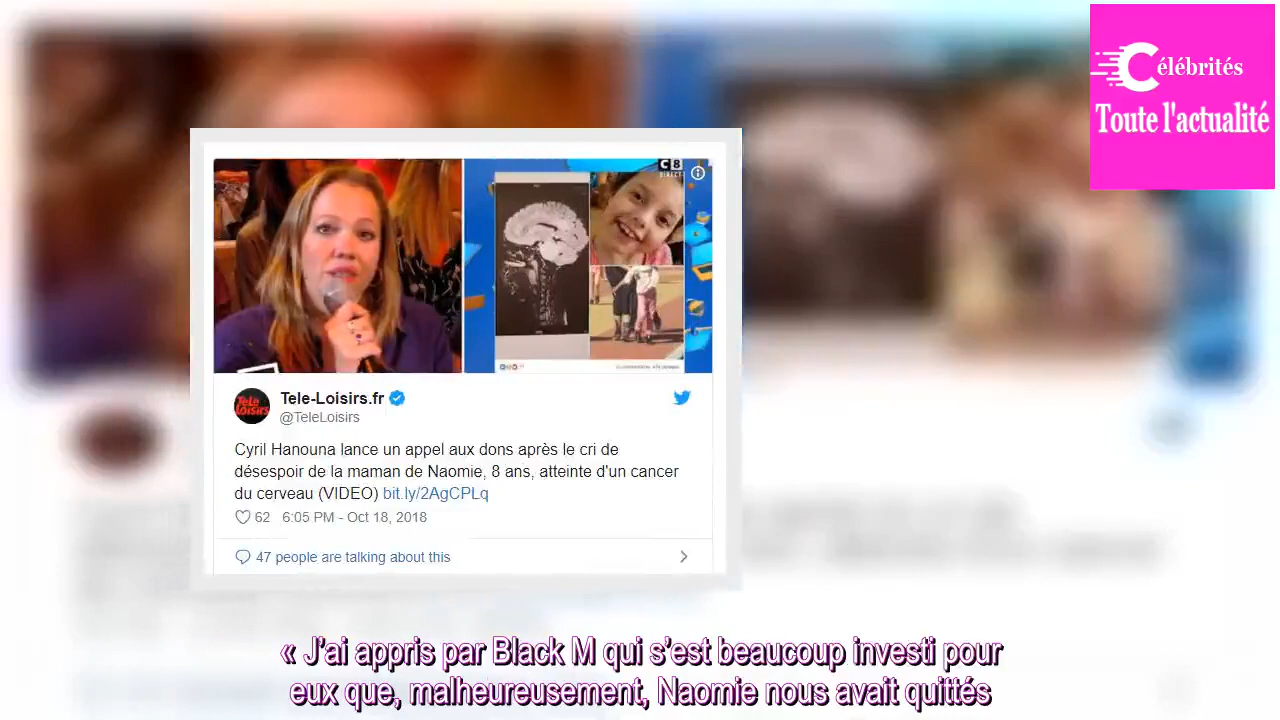 Célébrités
Toute l'actualité
C8
DIRECT
Tele-Loisirs.fr
TeLe
LOISIRS
@TeleLoisirs
Cyril Hanouna lance un appel aux dons après le cri de
désespoir de la maman de Naomie, 8 ans, atteinte d'un cancer
du cerveau (VIDEO) bit.ly/2AgCPLq
62 6:05 PM - Oct 18, 2018
47 people are talking about this
« J'ai appris par Black M qui s'est beaucoup investi pour
eux que, malheureusement, Naomie nous avait quittés